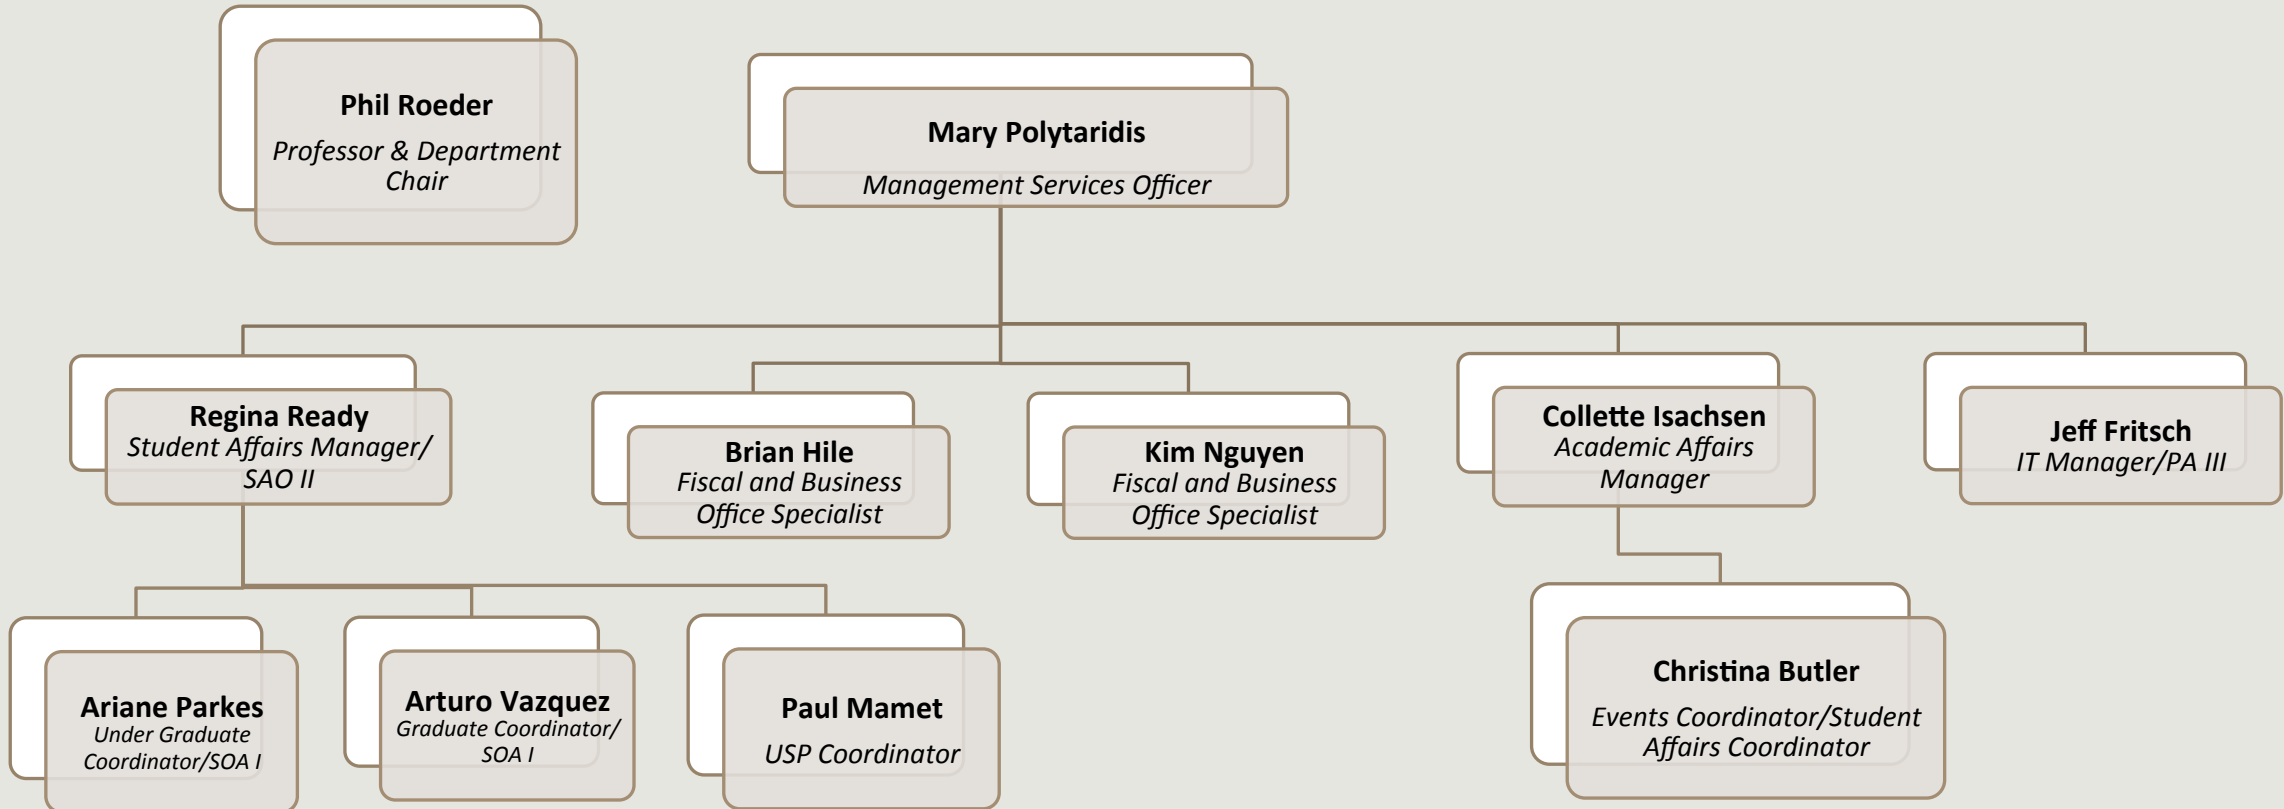 Phil Roeder
Professor & Department
Chair
Mary Polytaridis
Management Services Officer
Regina Ready
Student Affairs Manager/
SAO II
Brian Hile
Fiscal and Business
Office Specialist
Kim Nguyen
Fiscal and Business
Office Specialist
Collette Isachsen
Academic Affairs
Manager
Jeff Fritsch
IT Manager/PA III
Ariane Parkes
Under Graduate
Coordinator/SOA I
Arturo Vazquez
Graduate Coordinator/
SOA I
Paul Mamet
USP Coordinator
Christina Butler
Events Coordinator/Student
Affairs Coordinator